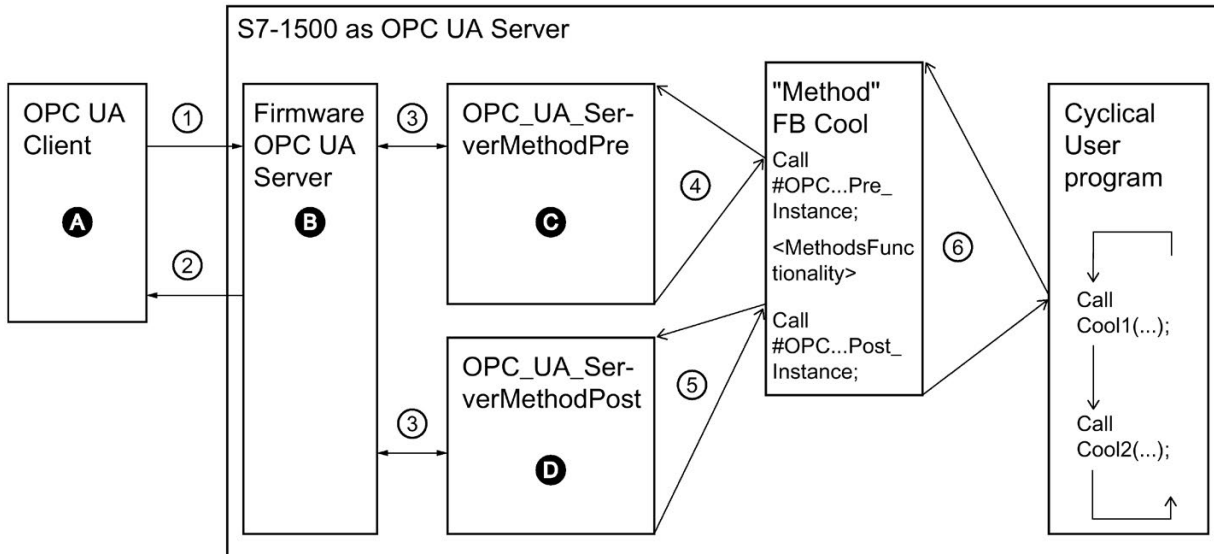 S7-1500 as OPC UA Server
OPC UA
Client
A
①
②
Firmware
OPC UA
Server
B
③
③
OPC_UA_Ser-
verMethodPre
C
④
OPC_UA_Ser-
verMethodPost
D
⑤
"Method"
FB Cool
Call
#OPC...Pre_
Instance;
<MethodsFunc
tionality>
Call
#OPC...Post_
Instance;
⑥
Cyclical
User
program
Call
Cool1(...);
Call
Cool2(...);